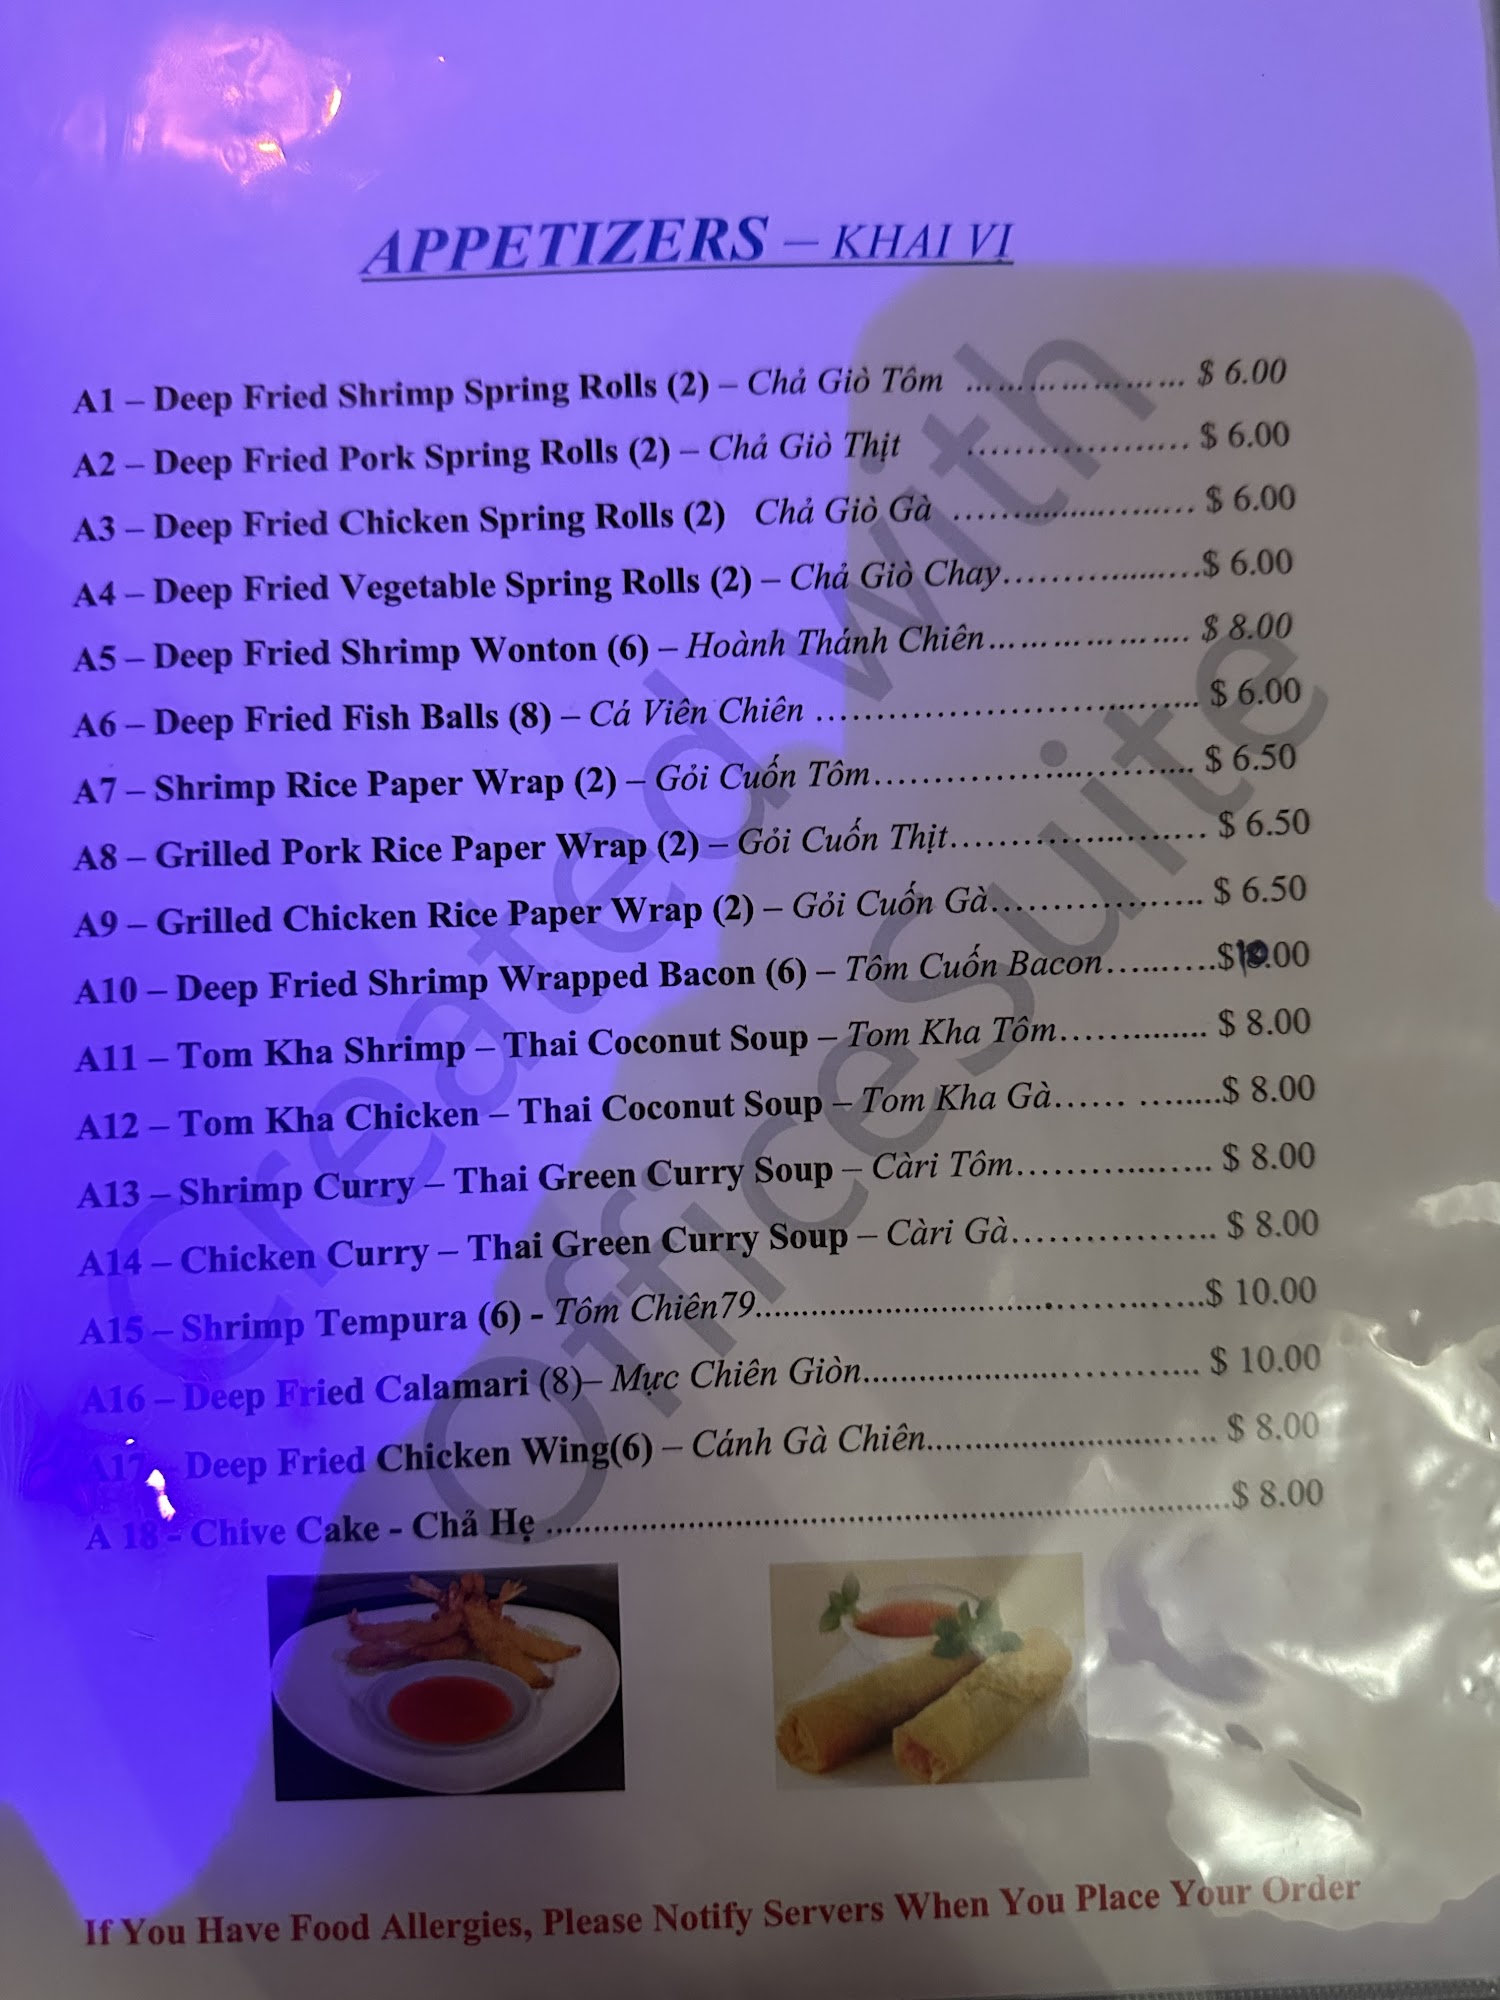 APPETIZERS – KHAI VỊ
A1 – Deep Fried Shrimp Spring Rolls (2) – Chả Giò Tôm ........................ $ 6.00
A2 – Deep Fried Pork Spring Rolls (2) – Chả Giò Thịt ........................ $ 6.00
A3 – Deep Fried Chicken Spring Rolls (2) Chả Giò Gà ........................ $ 6.00
A4 – Deep Fried Vegetable Spring Rolls (2) – Chả Giò Chay........................$ 6.00
A5 – Deep Fried Shrimp Wonton (6) – Hoành Thánh Chiên........................ $ 8.00
A6 – Deep Fried Fish Balls (8) – Cá Viên Chiên ........................ $ 6.00
A7 – Shrimp Rice Paper Wrap (2) – Gỏi Cuốn Tôm........................ $ 6.50
A8 – Grilled Pork Rice Paper Wrap (2) – Gỏi Cuốn Thịt........................ $ 6.50
A9 – Grilled Chicken Rice Paper Wrap (2) – Gỏi Cuốn Gà........................ $ 6.50
A10 – Deep Fried Shrimp Wrapped Bacon (6) – Tôm Cuốn Bacon...........$10.00
A11 – Tom Kha Shrimp – Thai Coconut Soup – Tom Kha Tôm............... $ 8.00
A12 – Tom Kha Chicken – Thai Coconut Soup – Tom Kha Gà...... .........$ 8.00
A13 – Shrimp Curry – Thai Green Curry Soup – Càri Tôm.................... $ 8.00
A14 – Chicken Curry – Thai Green Curry Soup – Càri Gà.................... $ 8.00
A15 – Shrimp Tempura (6) - Tôm Chiên79........................................$ 10.00
A16 – Deep Fried Calamari (8)– Mực Chiên Giòn.................................... $ 10.00
A17 – Deep Fried Chicken Wing(6) – Cánh Gà Chiên.............................. $ 8.00
A 18 - Chive Cake - Chả Hẹ ............................................................$ 8.00
If You Have Food Allergies, Please Notify Servers When You Place Your Order
Created with
OfficeSuite